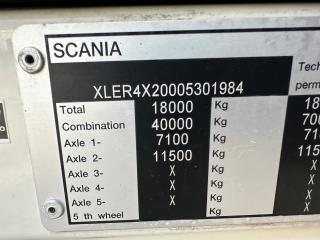 SCANIA
XLER4X20005301984
Total 18000 Kg 18
Combination 40000 Kg
Axle 1- 7100 Kg
Axle 2- 11500 Kg
Axle 3- X Kg X
Axle 4- X Kg X
Axle 5- X
5 th wheel X Kg X